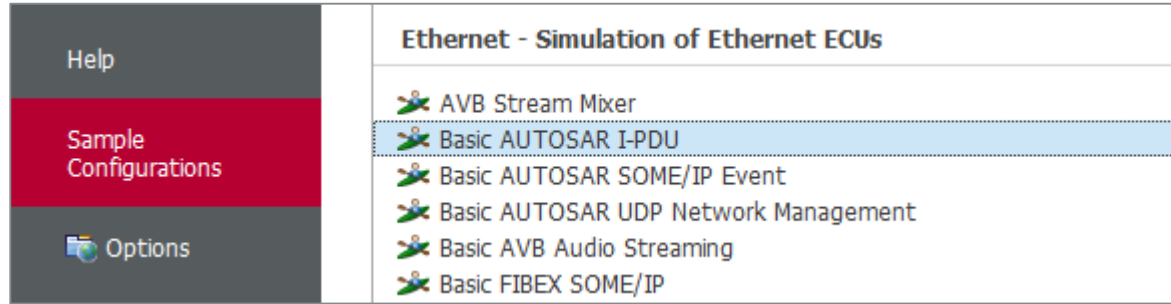 Help
Sample
Configurations
Options
Ethernet - Simulation of Ethernet ECUs
AVB Stream Mixer
Basic AUTOSAR I-PDU
Basic AUTOSAR SOME/IP Event
Basic AUTOSAR UDP Network Management
Basic AVB Audio Streaming
Basic FIBEX SOME/IP